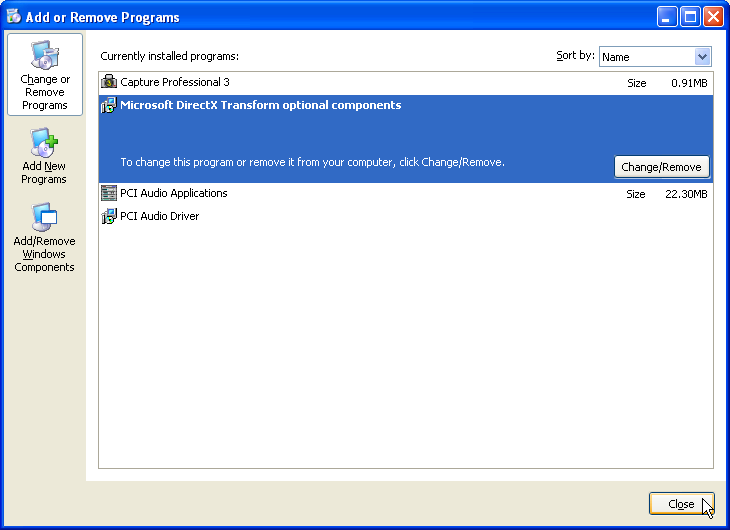 Add or Remove Programs
Change or
Remove
Programs
Add New
Programs
Add/Remove
Windows
Components
Currently installed programs:
Sort by: Name
Capture Professional 3 Size 0.91MB
Microsoft DirectX Transform optional components
To change this program or remove it from your computer, click Change/Remove. Change/Remove
PCI Audio Applications Size 22.30MB
PCI Audio Driver
Close